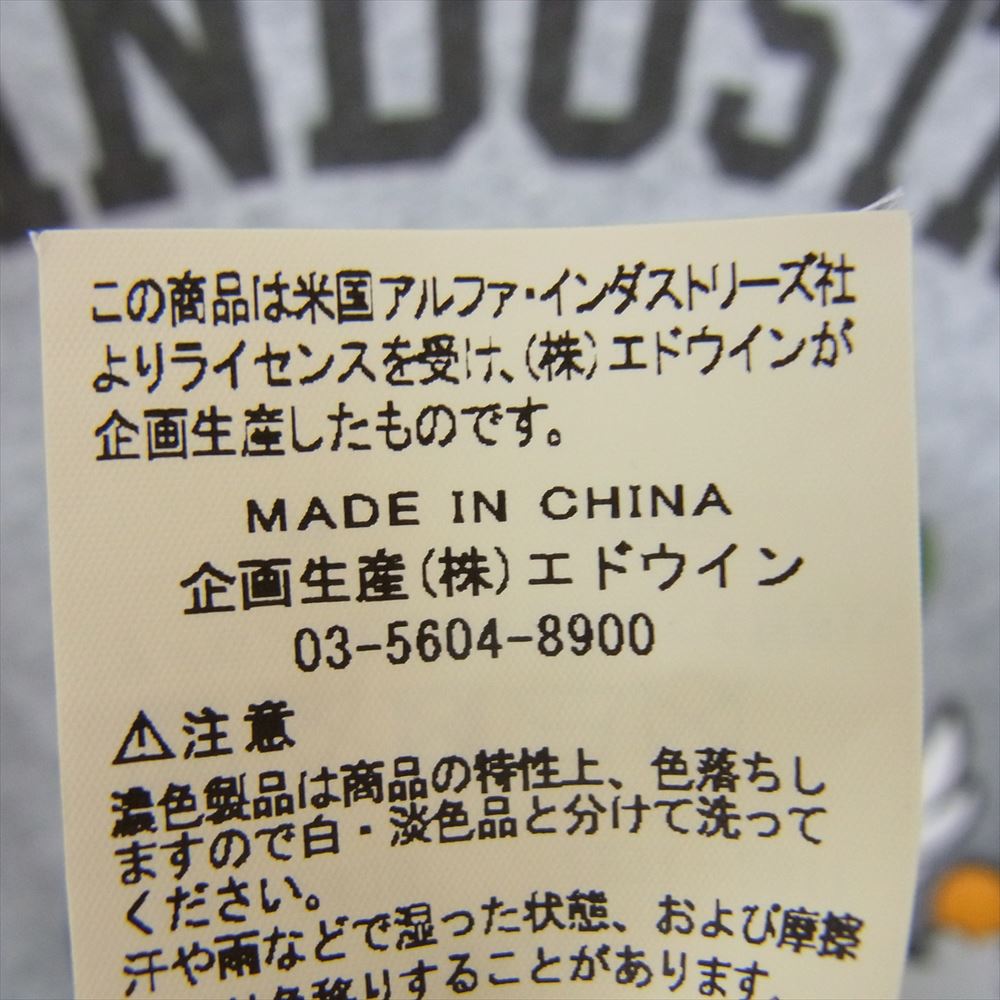 INDUST
この商品は米国アルファ・インダストリーズ社
よりライセンスを受け、(株)エドウインが
企画生産したものです。
MADE IN CHINA
企画生産(株)エドウイン
03-5604-8900
⚠注意
濃色製品は商品の特性上、色落ちし
ますので白・淡色品と分けて洗って
ください。
汗や雨などで湿った状態、および摩擦
色移りすることがあります。